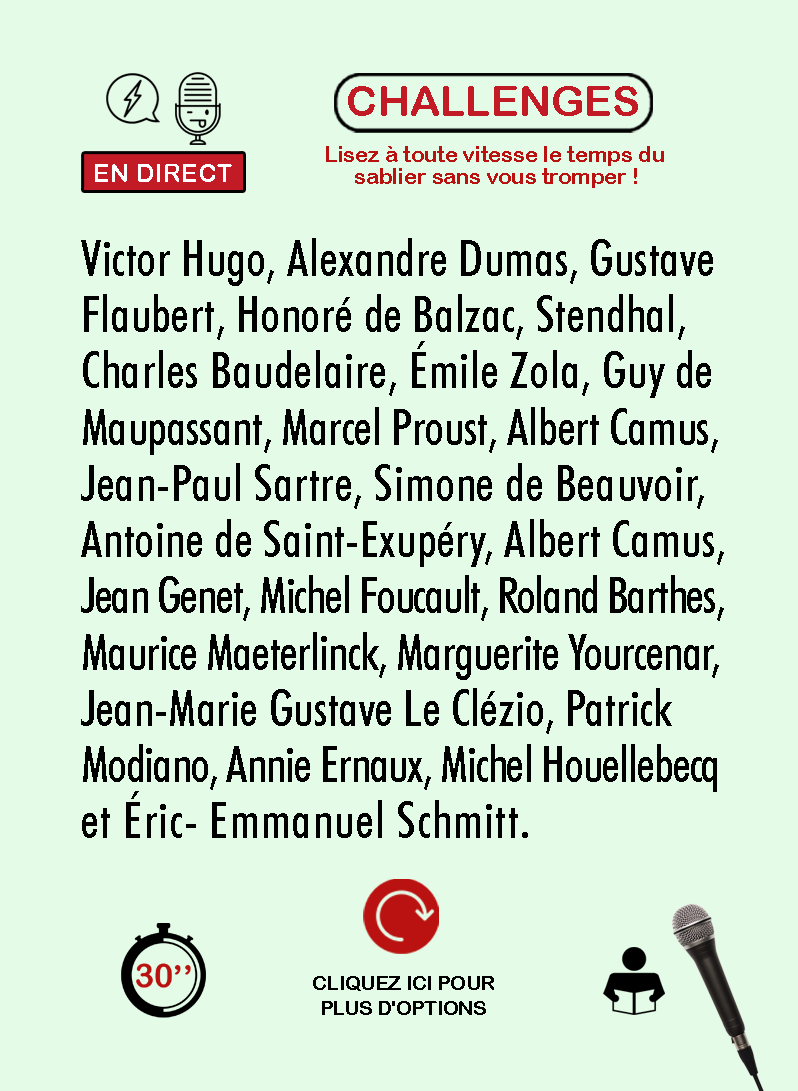 EN DIRECT
CHALLENGES
Lisez à toute vitesse le temps du
sablier sans vous tromper !
Victor Hugo, Alexandre Dumas, Gustave
Flaubert, Honoré de Balzac, Stendhal,
Charles Baudelaire, Émile Zola, Guy de
Maupassant, Marcel Proust, Albert Camus,
Jean-Paul Sartre, Simone de Beauvoir,
Antoine de Saint-Exupéry, Albert Camus,
Jean Genet, Michel Foucault, Roland Barthes,
Maurice Maeterlinck, Marguerite Yourcenar,
Jean-Marie Gustave Le Clézio, Patrick
Modiano, Annie Ernaux, Michel Houellebecq
et Éric- Emmanuel Schmitt.
30’’
CLIQUEZ ICI POUR
PLUS D'OPTIONS